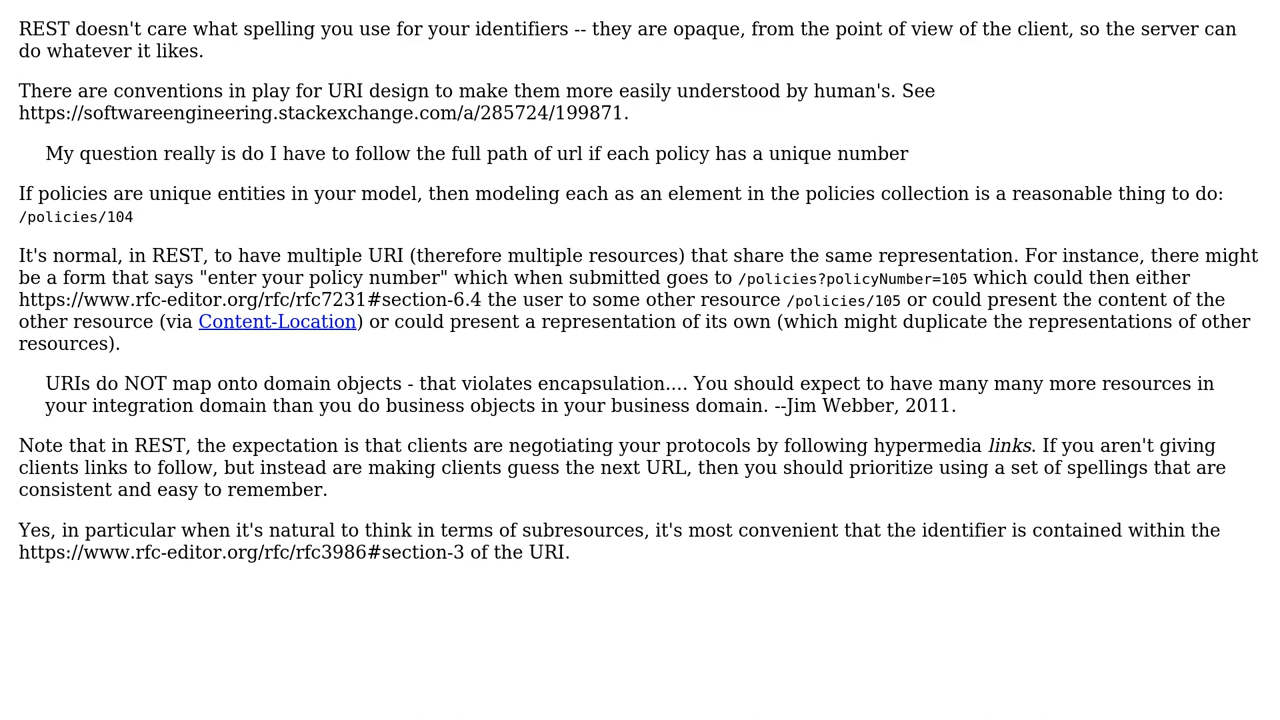 REST doesn't care what spelling you use for your identifiers -- they are opaque, from the point of view of the client, so the server can
do whatever it likes.
There are conventions in play for URI design to make them more easily understood by human's. See
https://softwareengineering.stackexchange.com/a/285724/199871.
My question really is do I have to follow the full path of url if each policy has a unique number
If policies are unique entities in your model, then modeling each as an element in the policies collection is a reasonable thing to do:
/policies/104
It's normal, in REST, to have multiple URI (therefore multiple resources) that share the same representation. For instance, there might
be a form that says "enter your policy number" which when submitted goes to /policies?policyNumber=105 which could then either
https://www.rfc-editor.org/rfc/rfc7231#section-6.4 the user to some other resource /policies/105 or could present the content of the
other resource (via Content-Location) or could present a representation of its own (which might duplicate the representations of other
resources).
URIs do NOT map onto domain objects - that violates encapsulation.... You should expect to have many many more resources in
your integration domain than you do business objects in your business domain. --Jim Webber, 2011.
Note that in REST, the expectation is that clients are negotiating your protocols by following hypermedia links. If you aren't giving
clients links to follow, but instead are making clients guess the next URL, then you should prioritize using a set of spellings that are
consistent and easy to remember.
Yes, in particular when it's natural to think in terms of subresources, it's most convenient that the identifier is contained within the
https://www.rfc-editor.org/rfc/rfc3986#section-3 of the URI.